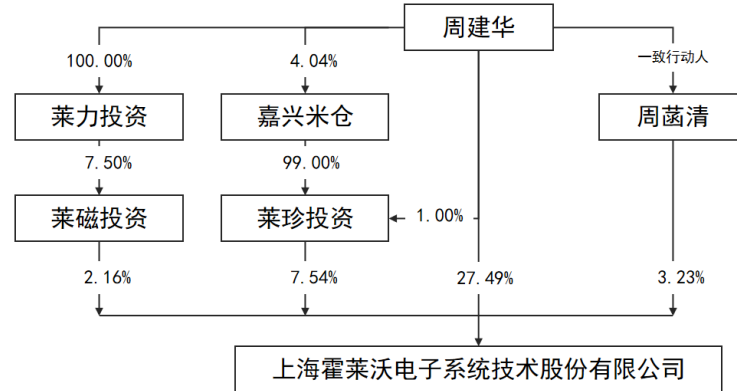 周建华
100.00%
4.04%
一致行动人
莱力投资
嘉兴米仓
周菡清
7.50%
99.00%
莱磁投资
莱珍投资
1.00%
2.16%
7.54%
27.49%
3.23%
上海霍莱沃电子系统技术股份有限公司